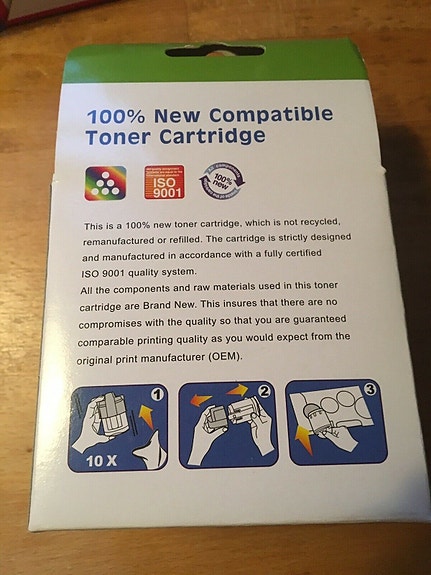 100% New Compatible
Toner Cartridge
ISO
9001
100%
new
This is a 100% new toner cartridge, which is not recycled,
remanufactured or refilled. The cartridge is strictly designed
and manufactured in accordance with a fully certified
ISO 9001 quality system.
All the components and raw materials used in this toner
cartridge are Brand New. This insures that there are no
compromises with the quality so that you are guaranteed
comparable printing quality as you would expect from the
original print manufacturer (OEM).
1
10 X
2
3